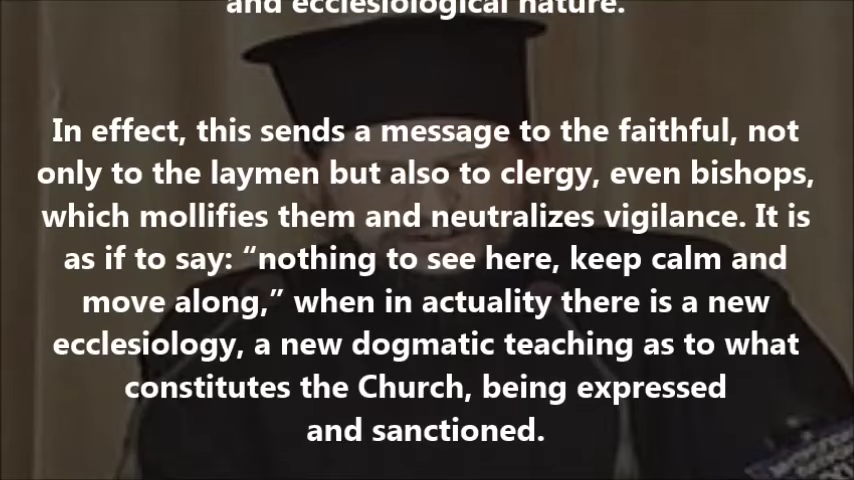 and ecclesiological nature.
In effect, this sends a message to the faithful, not
only to the laymen but also to clergy, even bishops,
which mollifies them and neutralizes vigilance. It is
as if to say: “nothing to see here, keep calm and
move along,” when in actuality there is a new
ecclesiology, a new dogmatic teaching as to what
constitutes the Church, being expressed
and sanctioned.